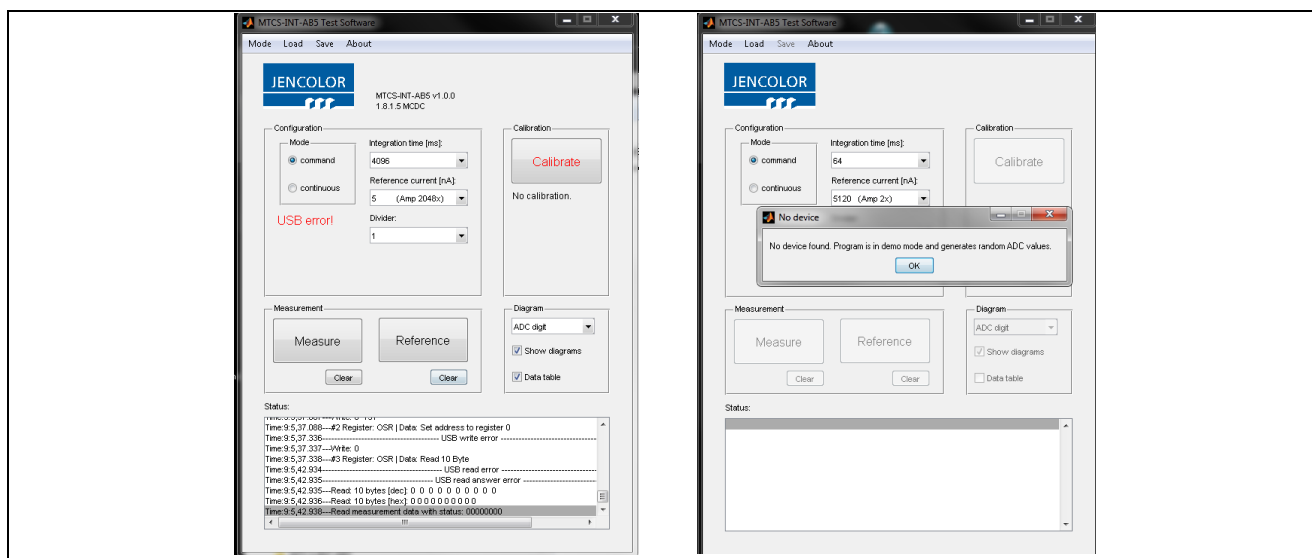 MTCS-INT-AB5 Test Software
Mode Load Save About
JENCOLOR
MTCS-INT-AB5 v1.0.0
1.8.1.5 MCDC
Configuration
Mode
command
continuous
USB error!
Integration time [ms]:
4096
Reference current [nA]:
5 (Amp 2048x)
Divider:
1
Calibration
Calibrate
No calibration.
Measurement
Measure
Reference
Clear
Clear
Diagram
ADC digit
Show diagrams
Data table
Status:
Time:9:5,37.088---#2 Register: OSR | Data: Set address to register 0
Time:9:5,37.336--------------------------------------- USB write error ------------------------------
Time:9:5,37.337---Write: 0
Time:9:5,37.338---#3 Register: OSR | Data: Read 10 Byte
Time:9:5,42.934--------------------------------------- USB read error ------------------------------
Time:9:5,42.935--------------------------------------- USB read answer error -----------------------
Time:9:5,42.935---Read: 10 bytes [dec]: 0 0 0 0 0 0 0 0 0 0
Time:9:5,42.936---Read: 10 bytes [hex]: 0 0 0 0 0 0 0 0 0 0
Time:9:5,42.938---Read measurement data with status: 00000000
MTCS-INT-AB5 Test Software
Mode Load Save About
JENCOLOR
Configuration
Mode
command
continuous
Integration time [ms]:
64
Reference current [nA]:
5120 (Amp 2x)
Calibration
Calibrate
No device
No device found. Program is in demo mode and generates random ADC values.
OK
Measurement
Measure
Reference
Clear
Clear
Diagram
ADC digit
Show diagrams
Data table
Status: